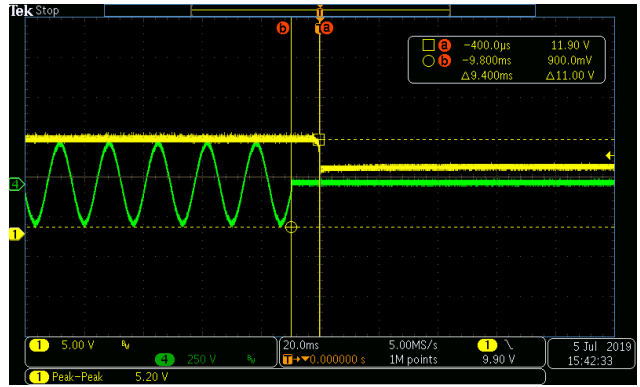 Tek Stop
T
b T a
a -400.0µs 11.90 V
b -9.800ms 900.0mV
Δ9.400ms Δ11.00 V
4
1
1 5.00 V BW 20.0ms 5.00MS/s 1 5 Jul 2019
4 250 V BW T→▼0.000000 s 1M points 9.90 V 15:42:33
1 Peak-Peak 5.20 V